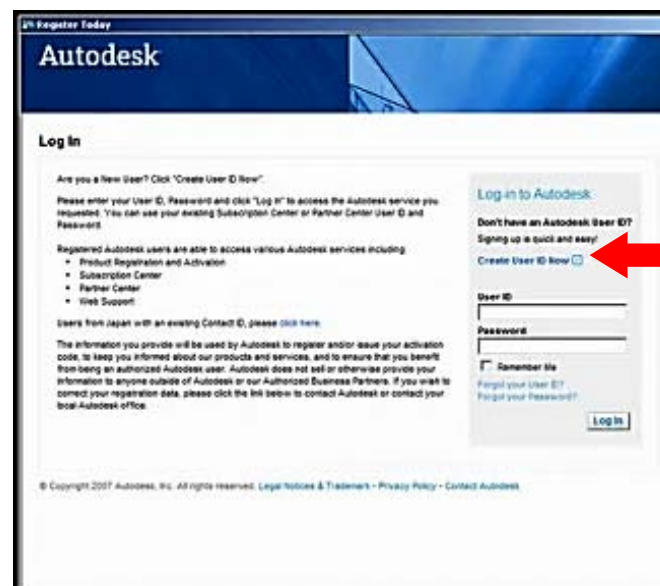 Register Today
Autodesk
Log In
Are you a New User? Click "Create User ID Now".
Please enter your User ID, Password and click "Log In" to access the Autodesk service you
requested. You can use your existing Subscription Center or Partner Center User ID and
Password.
Registered Autodesk users are able to access various Autodesk services including:
• Product Registration and Activation
• Subscription Center
• Partner Center
• Web Support
Users from Japan with an existing Contact ID, please click here.
The information you provide will be used by Autodesk to register and/or issue your activation
code, to keep you informed about our products and services, and to ensure that you benefit
from being an authorized Autodesk user. Autodesk does not sell or otherwise provide your
information to anyone outside of Autodesk or our Authorized Business Partners. If you wish to
correct your registration data, please click the link below to contact Autodesk or contact your
local Autodesk office.
Log-in to Autodesk
Don't have an Autodesk User ID?
Signing up is quick and easy!
Create User ID Now
User ID
Password
Remember Me
Forgot your User ID?
Forgot your Password?
Log In
© Copyright 2007 Autodesk, Inc. All rights reserved. Legal Notices & Trademark - Privacy Policy - Contact Autodesk